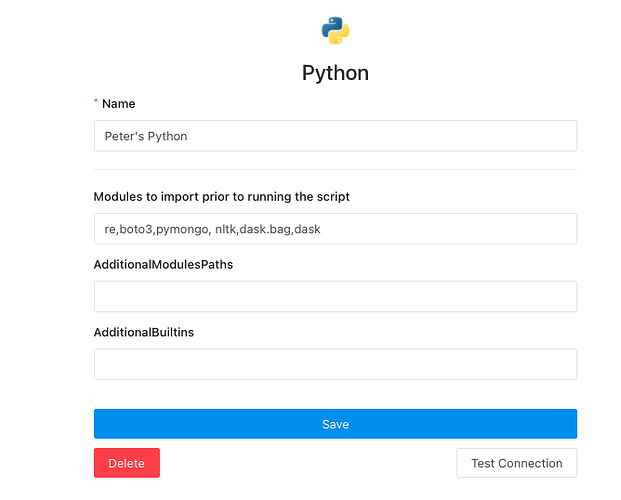 Python
* Name
Peter's Python
Modules to import prior to running the script
re,boto3,pymongo, nltk,dask.bag,dask
AdditionalModulesPaths
AdditionalBuiltins
Save
Delete
Test Connection